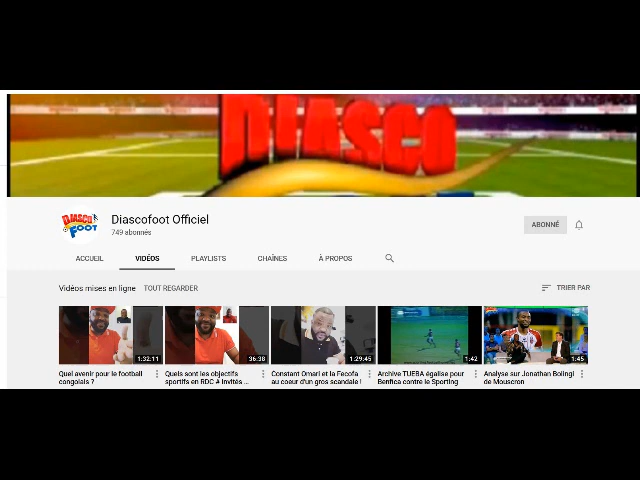 DIASCO
DIASCO
FOOT
Diascofoot Officiel
749 abonnés
ABONNÉ
ACCUEIL VIDÉOS PLAYLISTS CHAÎNES À PROPOS
Vidéos mises en ligne TOUT REGARDER TRIER PAR
1:32:11 36:38 1:29:45 1:42 1:45
Quel avenir pour le football
congolais ?
Quels sont les objectifs
sportifs en RDC # Invités ...
Constant Omari et la Fecofa
au coeur d'un gros scandale !
Archive TUEBA égalise pour
Benfica contre le Sporting
Analyse sur Jonathan Bolingi
de Mouscron